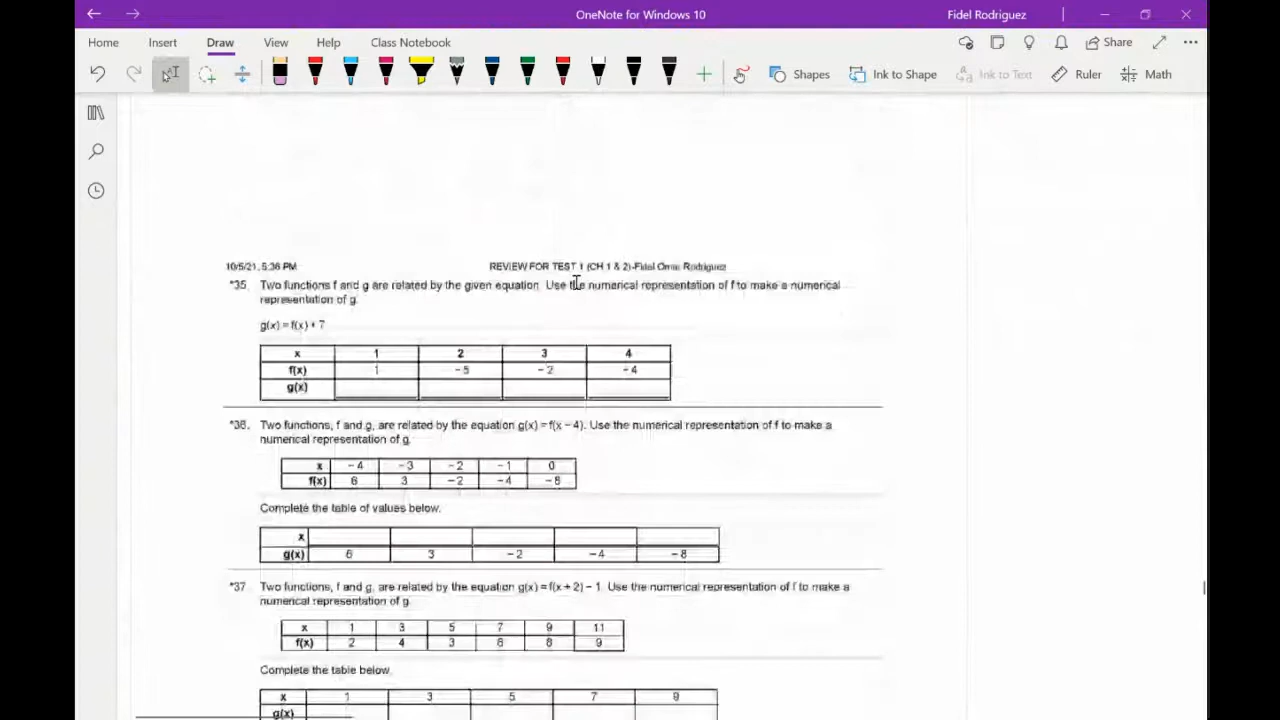 OneNote for Windows 10
Fidel Rodriguez
Home Insert Draw View Help Class Notebook
Share
Shapes Ink to Shape Ink to Text Ruler Math
10/5/21, 5:36 PM REVIEW FOR TEST 1 (CH 1 & 2)-Fidel Omar Rodriguez
*35. Two functions f and g are related by the given equation. Use the numerical representation of f to make a numerical
representation of g.
g(x) = f(x) + 7
x 1 2 3 4
f(x) 1 -5 -2 -4
g(x)
*36. Two functions, f and g, are related by the equation g(x) = f(x - 4). Use the numerical representation of f to make a
numerical representation of g.
x -4 -3 -2 -1 0
f(x) 6 3 -2 -4 -8
Complete the table of values below.
x
g(x) 6 3 -2 -4 -8
*37. Two functions, f and g, are related by the equation g(x) = f(x + 2) - 1. Use the numerical representation of f to make a
numerical representation of g.
x 1 3 5 7 9 11
f(x) 2 4 3 6 8 9
Complete the table below.
x 1 3 5 7 9
g(x)